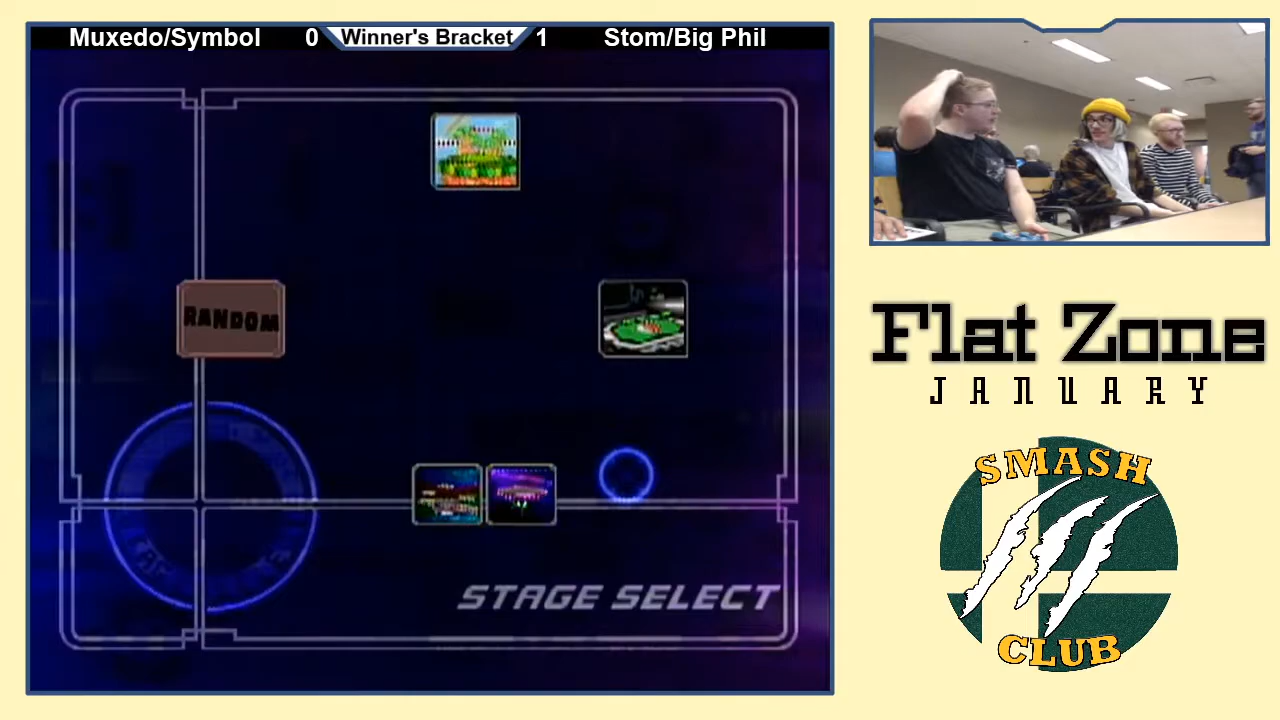 Muxedo/Symbol 0 Winner's Bracket 1 Stom/Big Phil
RANDOM
STAGE SELECT
Flat Zone
JANUARY
SMASH
CLUB